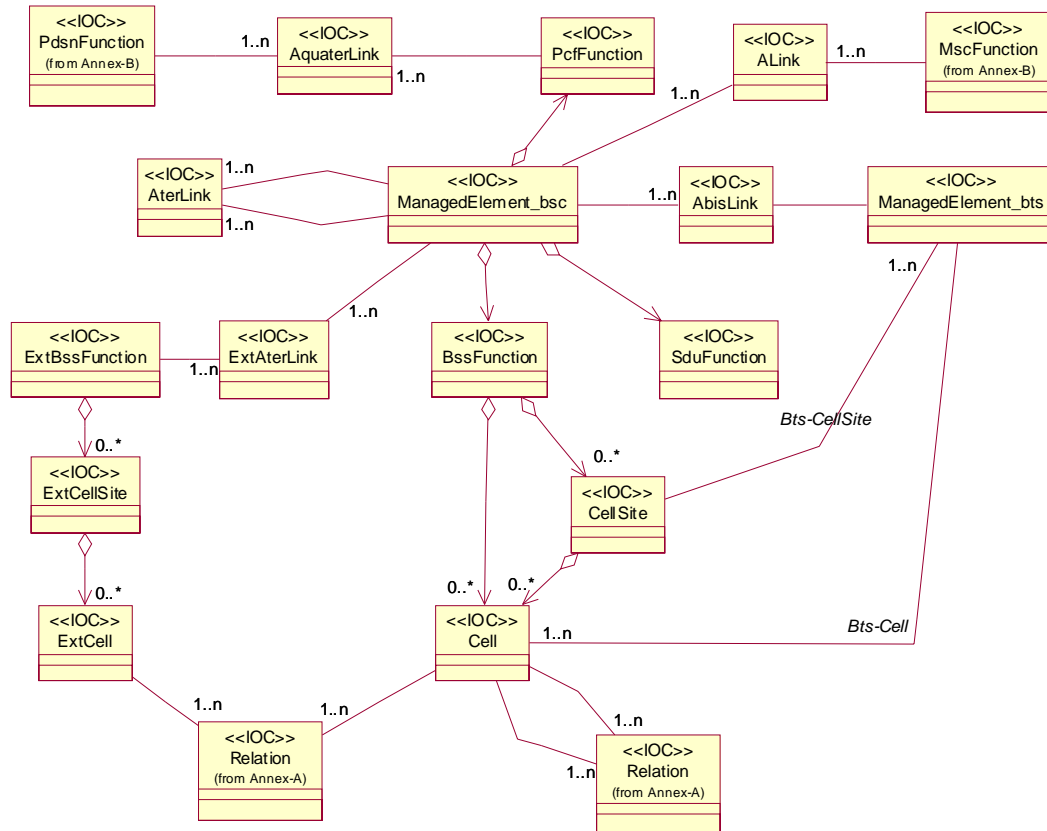 <<IOC>>
PdsnFunction
(from Annex-B)
1..n
<<IOC>>
AquaterLink
1..n
<<IOC>>
PcfFunction
<<IOC>>
ALink
1..n
1..n
<<IOC>>
MscFunction
(from Annex-B)
<<IOC>>
AterLink
1..n
1..n
<<IOC>>
ManagedElement_bsc
1..n
<<IOC>>
AbisLink
<<IOC>>
ManagedElement_bts
1..n
1..n
<<IOC>>
ExtBssFunction
1..n
<<IOC>>
ExtAterLink
<<IOC>>
BssFunction
<<IOC>>
SduFunction
Bts-CellSite
0..*
<<IOC>>
ExtCellSite
0..*
<<IOC>>
CellSite
0..*
<<IOC>>
ExtCell
0..*
0..*
<<IOC>>
Cell
1..n
Bts-Cell
1..n
1..n
<<IOC>>
Relation
(from Annex-A)
1..n
1..n
<<IOC>>
Relation
(from Annex-A)